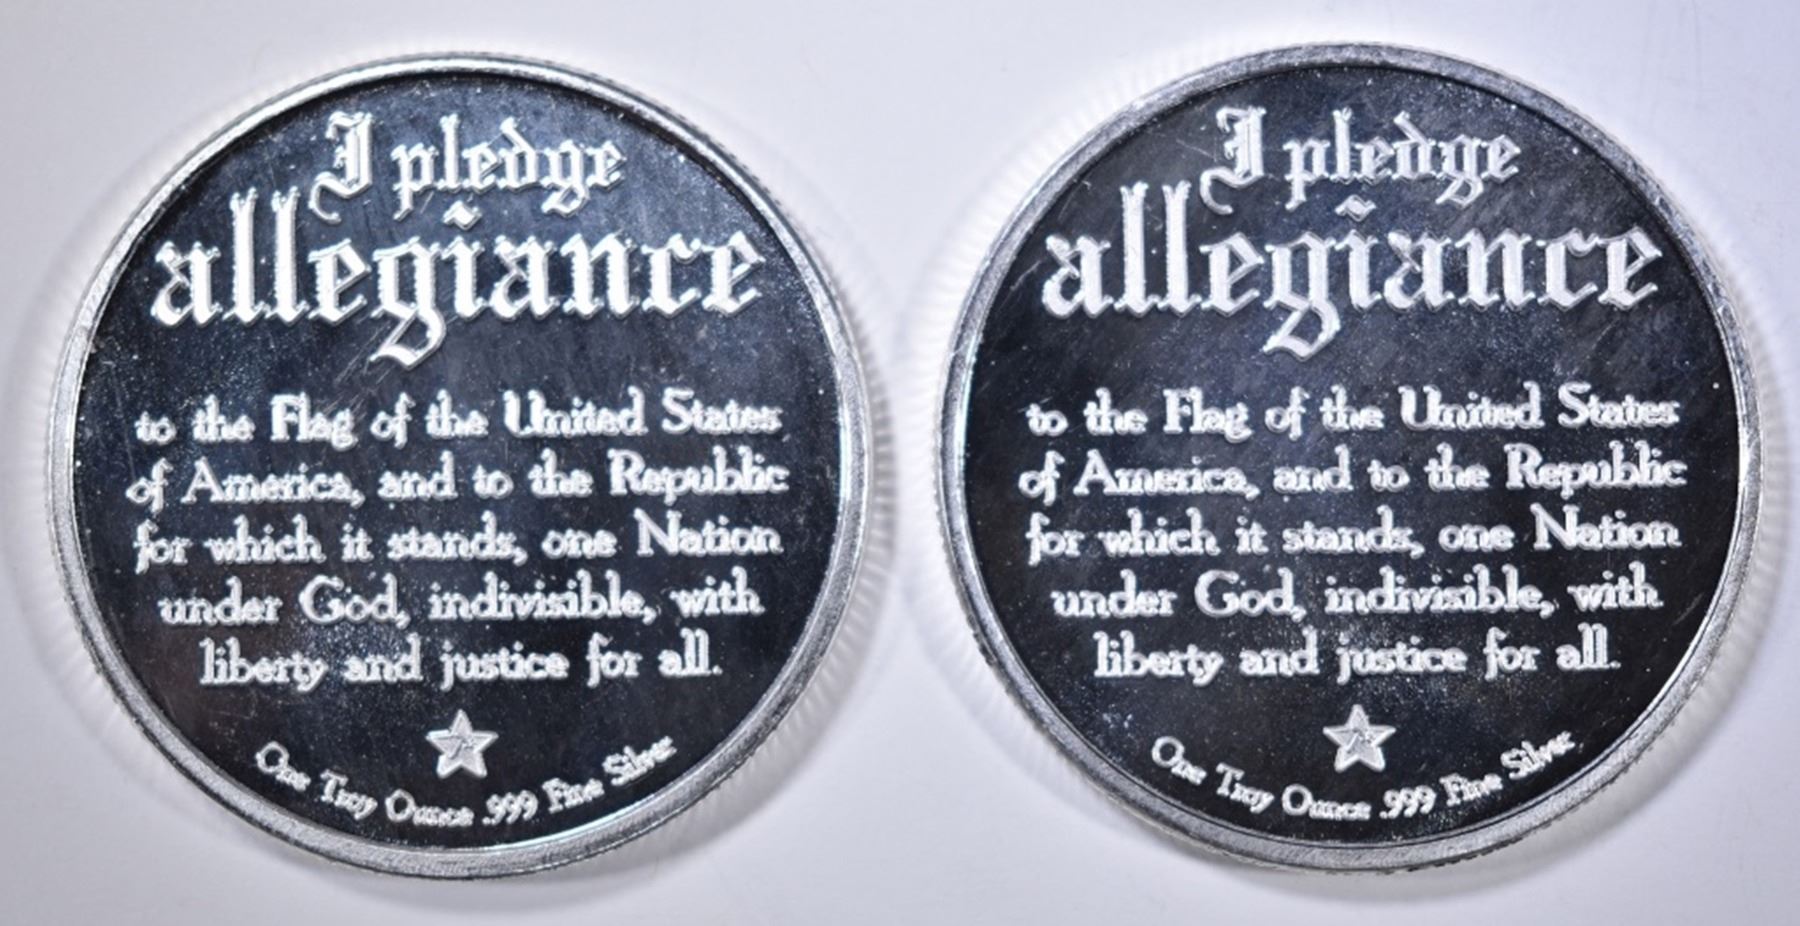 I pledge
allegiance
to the Flag of the United States
of America, and to the Republic
for which it stands, one Nation
under God, indivisible, with
liberty and justice for all.
One Troy Ounce .999 Fine Silver
I pledge
allegiance
to the Flag of the United States
of America, and to the Republic
for which it stands, one Nation
under God, indivisible, with
liberty and justice for all.
One Troy Ounce .999 Fine Silver